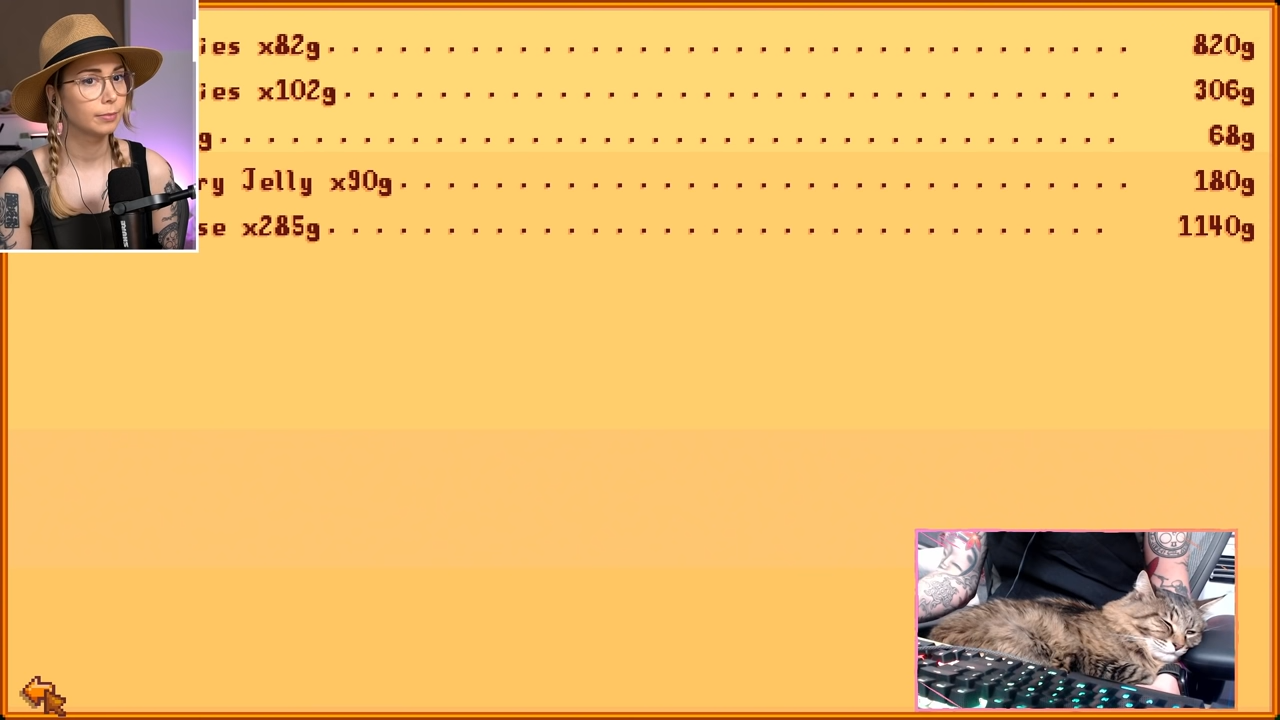 ies x82g 820g
ies x102g 306g
g 68g
ry Jelly x90g 180g
se x285g 1140g